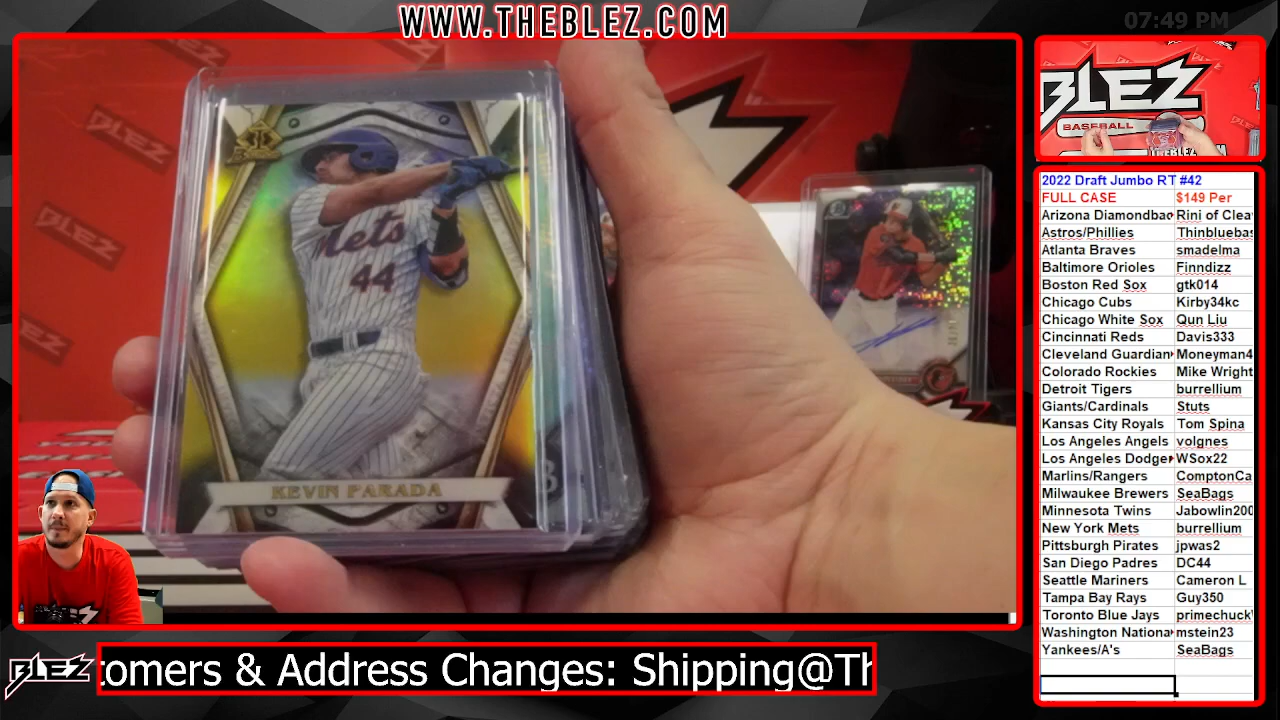 WWW.THEBLEZ.COM
07:49 PM
BLEZ
BLEZ
BLEZ
Mets
44
KEVIN PARADA
BLEZ
BASEBALL
2022 Draft Jumbo RT #42
FULL CASE $149 Per
Arizona Diamondbac Rini of Clea
Astros/Phillies Thinbluebas
Atlanta Braves smadelma
Baltimore Orioles Finndizz
Boston Red Sox gtk014
Chicago Cubs Kirby34kc
Chicago White Sox Qun Liu
Cincinnati Reds Davis333
Cleveland Guardian Moneyman4
Colorado Rockies Mike Wright
Detroit Tigers burrellium
Giants/Cardinals Stuts
Kansas City Royals Tom Spina
Los Angeles Angels volgnes
Los Angeles Dodge WSox22
Marlins/Rangers ComptonCa
Milwaukee Brewers SeaBags
Minnesota Twins Jabowlin200
New York Mets burrellium
Pittsburgh Pirates jpwas2
San Diego Padres DC44
Seattle Mariners Cameron L
Tampa Bay Rays Guy350
Toronto Blue Jays primechuck
Washington Nationa mstein23
Yankees/A's SeaBags
BLEZ
tomers & Address Changes: Shipping@Th